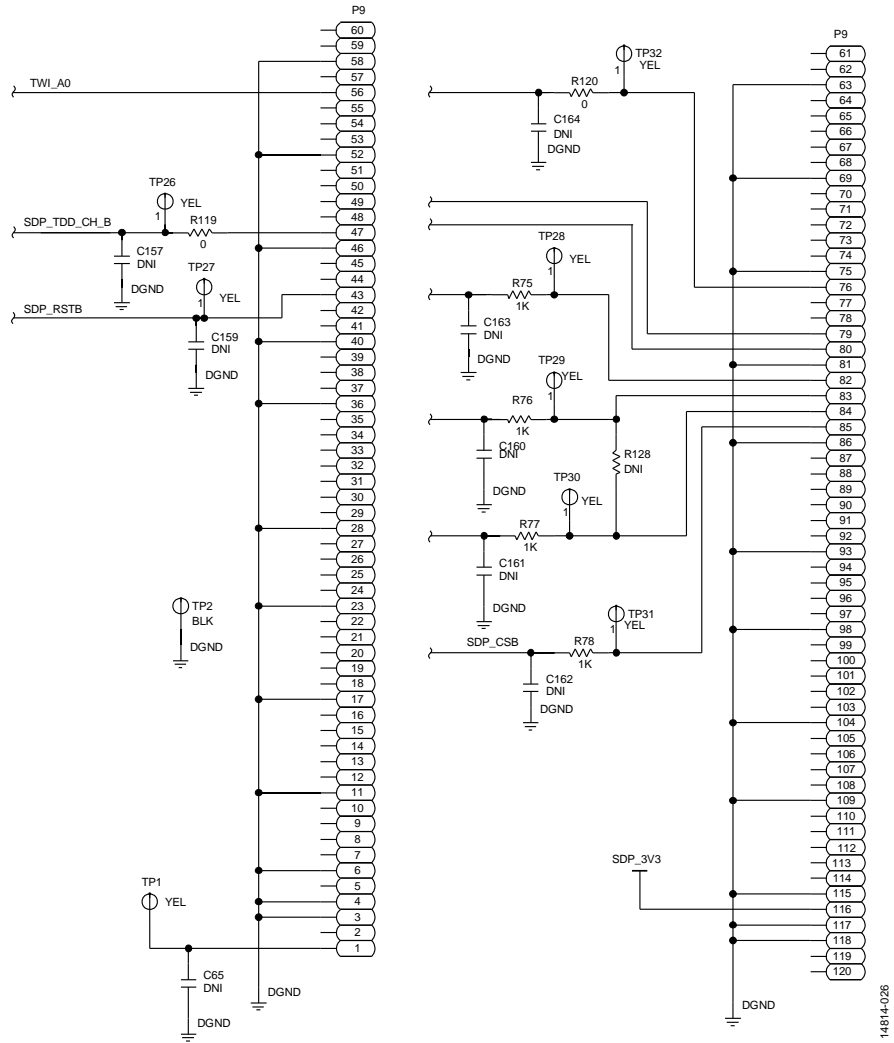 P9
60
59
58
57
TWI_A0
56
55
54
53
52
51
50
TP26
YEL
1
49
48
SDP_TDD_CH_B
R119
0
47
46
C157
DNI
DGND
TP27
YEL
1
45
44
43
SDP_RSTB
42
41
C159
DNI
DGND
40
39
38
37
36
35
34
33
32
31
30
29
28
27
26
25
24
TP2
BLK
DGND
23
22
21
20
19
18
17
16
15
14
13
12
11
10
9
8
7
6
TP1
YEL
5
4
3
2
1
C65
DNI
DGND
DGND
TP32
YEL
1
R120
0
C164
DNI
DGND
TP28
YEL
1
R75
1K
C163
DNI
DGND
TP29
YEL
1
R76
1K
C160
DNI
DGND
R128
DNI
TP30
YEL
1
R77
1K
C161
DNI
DGND
TP31
YEL
1
SDP_CSB
R78
1K
C162
DNI
DGND
SDP_3V3
P9
61
62
63
64
65
66
67
68
69
70
71
72
73
74
75
76
77
78
79
80
81
82
83
84
85
86
87
88
89
90
91
92
93
94
95
96
97
98
99
100
101
102
103
104
105
106
107
108
109
110
111
112
113
114
115
116
117
118
119
120
DGND
14814-026